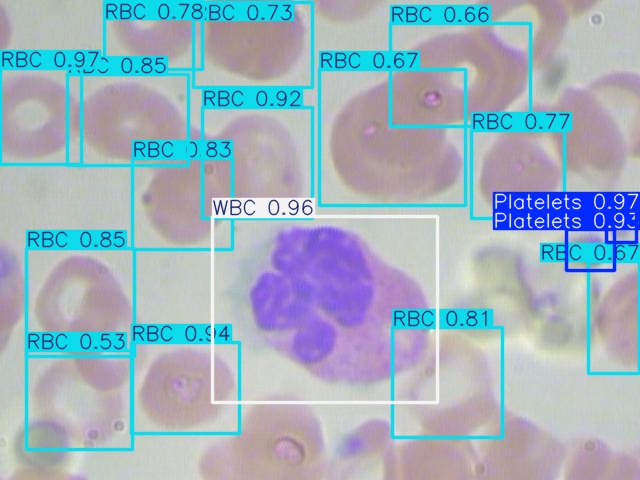 RBC 0.78
RBC 0.73
RBC 0.66
RBC 0.97
RBC 0.85
RBC 0.67
RBC 0.92
RBC 0.77
RBC 0.83
Platelets 0.97
WBC 0.96
Platelets 0.93
RBC 0.85
RBC 0.67
RBC 0.81
RBC 0.53
RBC 0.94